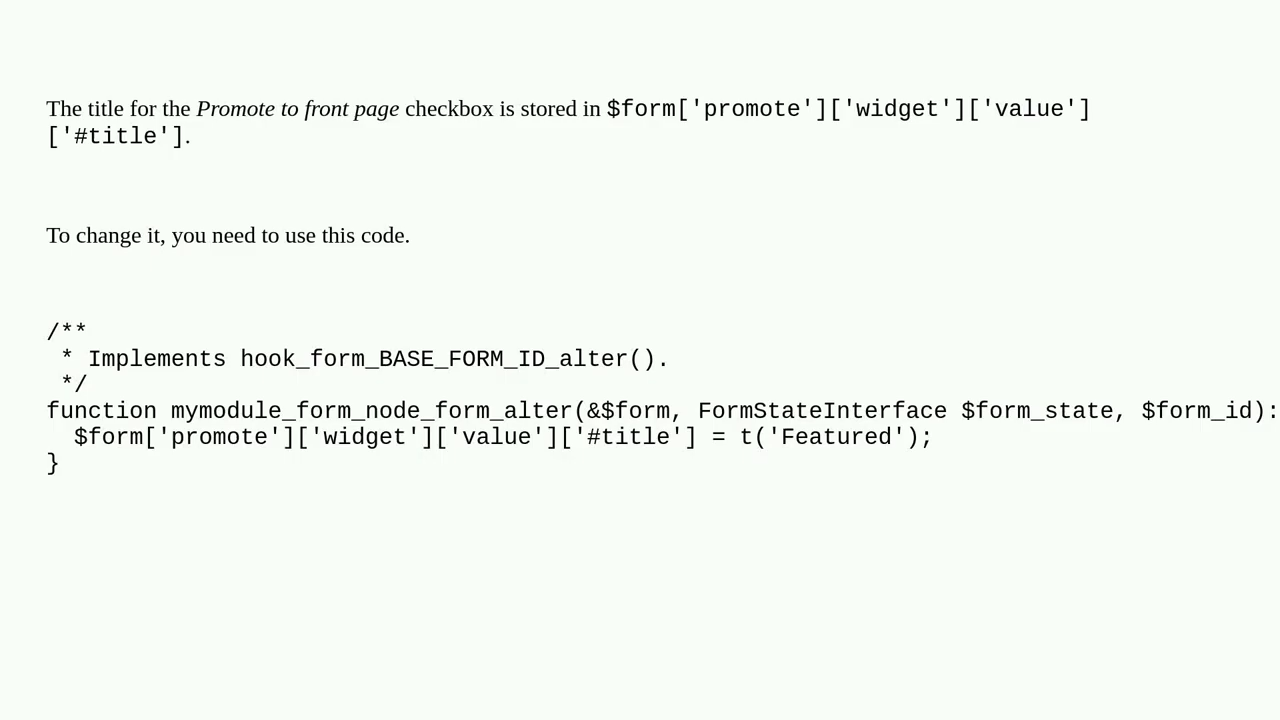 The title for the Promote to front page checkbox is stored in $form['promote']['widget']['value']
['#title'].
To change it, you need to use this code.
/**
 * Implements hook_form_BASE_FORM_ID_alter().
 */
function mymodule_form_node_form_alter(&$form, FormStateInterface $form_state, $form_id):
  $form['promote']['widget']['value']['#title'] = t('Featured');
}